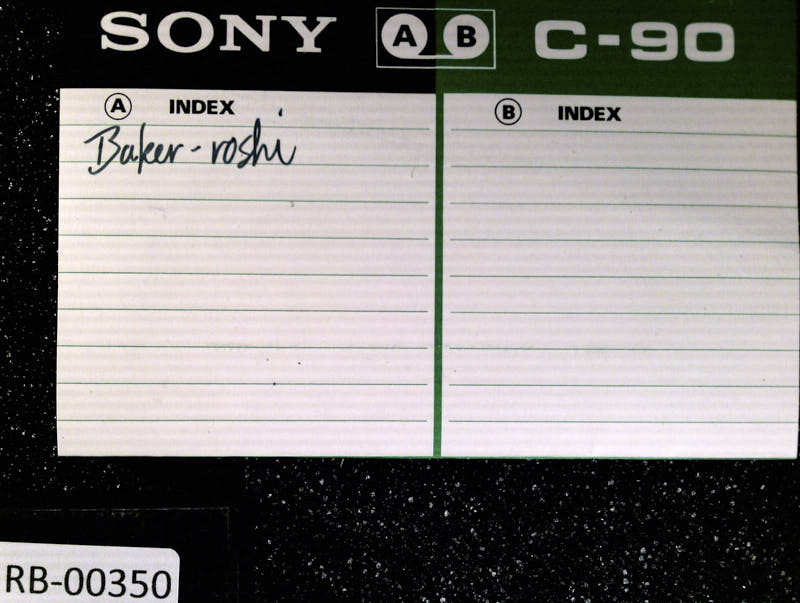 SONY A B C-90
A INDEX
B INDEX
Baker-roshi
RB-00350